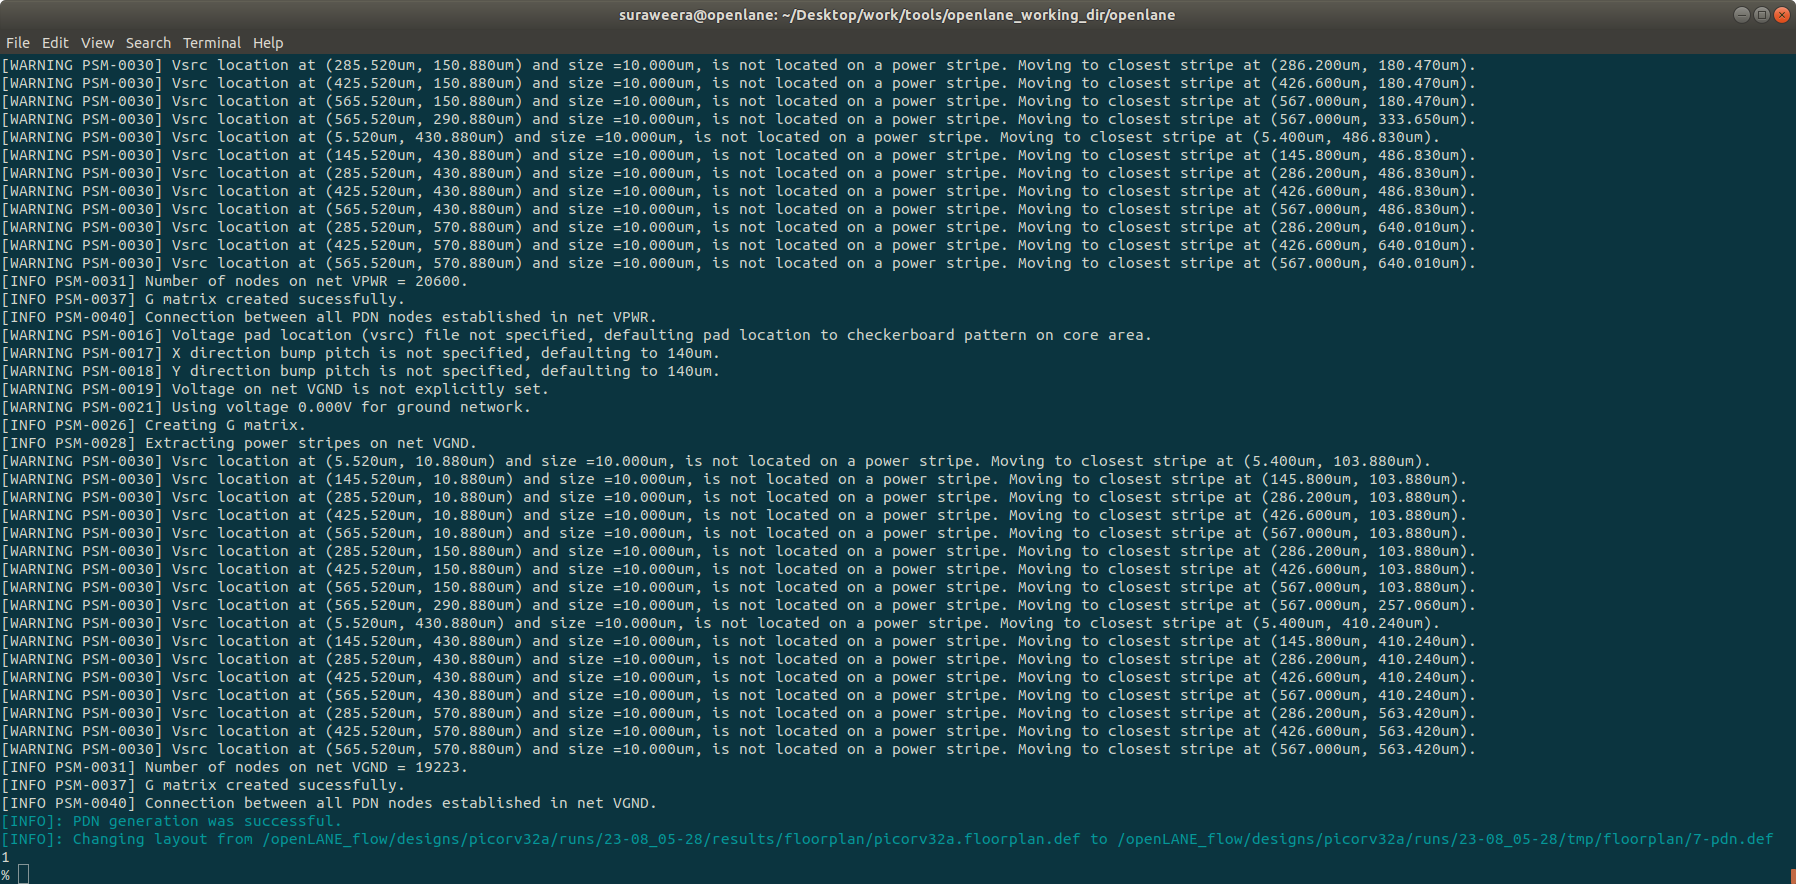 suraweera@openlane: ~/Desktop/work/tools/openlane_working_dir/openlane
File Edit View Search Terminal Help
[WARNING PSM-0030] Vsrc location at (285.520um, 150.880um) and size =10.000um, is not located on a power stripe. Moving to closest stripe at (286.200um, 180.470um).
[WARNING PSM-0030] Vsrc location at (425.520um, 150.880um) and size =10.000um, is not located on a power stripe. Moving to closest stripe at (426.600um, 180.470um).
[WARNING PSM-0030] Vsrc location at (565.520um, 150.880um) and size =10.000um, is not located on a power stripe. Moving to closest stripe at (567.000um, 180.470um).
[WARNING PSM-0030] Vsrc location at (565.520um, 290.880um) and size =10.000um, is not located on a power stripe. Moving to closest stripe at (567.000um, 333.650um).
[WARNING PSM-0030] Vsrc location at (5.520um, 430.880um) and size =10.000um, is not located on a power stripe. Moving to closest stripe at (5.400um, 486.830um).
[WARNING PSM-0030] Vsrc location at (145.520um, 430.880um) and size =10.000um, is not located on a power stripe. Moving to closest stripe at (145.800um, 486.830um).
[WARNING PSM-0030] Vsrc location at (285.520um, 430.880um) and size =10.000um, is not located on a power stripe. Moving to closest stripe at (286.200um, 486.830um).
[WARNING PSM-0030] Vsrc location at (425.520um, 430.880um) and size =10.000um, is not located on a power stripe. Moving to closest stripe at (426.600um, 486.830um).
[WARNING PSM-0030] Vsrc location at (565.520um, 430.880um) and size =10.000um, is not located on a power stripe. Moving to closest stripe at (567.000um, 486.830um).
[WARNING PSM-0030] Vsrc location at (285.520um, 570.880um) and size =10.000um, is not located on a power stripe. Moving to closest stripe at (286.200um, 640.010um).
[WARNING PSM-0030] Vsrc location at (425.520um, 570.880um) and size =10.000um, is not located on a power stripe. Moving to closest stripe at (426.600um, 640.010um).
[WARNING PSM-0030] Vsrc location at (565.520um, 570.880um) and size =10.000um, is not located on a power stripe. Moving to closest stripe at (567.000um, 640.010um).
[INFO PSM-0031] Number of nodes on net VPWR = 20600.
[INFO PSM-0037] G matrix created sucessfully.
[INFO PSM-0040] Connection between all PDN nodes established in net VPWR.
[WARNING PSM-0016] Voltage pad location (vsrc) file not specified, defaulting pad location to checkerboard pattern on core area.
[WARNING PSM-0017] X direction bump pitch is not specified, defaulting to 140um.
[WARNING PSM-0018] Y direction bump pitch is not specified, defaulting to 140um.
[WARNING PSM-0019] Voltage on net VGND is not explicitly set.
[WARNING PSM-0021] Using voltage 0.000V for ground network.
[INFO PSM-0026] Creating G matrix.
[INFO PSM-0028] Extracting power stripes on net VGND.
[WARNING PSM-0030] Vsrc location at (5.520um, 10.880um) and size =10.000um, is not located on a power stripe. Moving to closest stripe at (5.400um, 103.880um).
[WARNING PSM-0030] Vsrc location at (145.520um, 10.880um) and size =10.000um, is not located on a power stripe. Moving to closest stripe at (145.800um, 103.880um).
[WARNING PSM-0030] Vsrc location at (285.520um, 10.880um) and size =10.000um, is not located on a power stripe. Moving to closest stripe at (286.200um, 103.880um).
[WARNING PSM-0030] Vsrc location at (425.520um, 10.880um) and size =10.000um, is not located on a power stripe. Moving to closest stripe at (426.600um, 103.880um).
[WARNING PSM-0030] Vsrc location at (565.520um, 10.880um) and size =10.000um, is not located on a power stripe. Moving to closest stripe at (567.000um, 103.880um).
[WARNING PSM-0030] Vsrc location at (285.520um, 150.880um) and size =10.000um, is not located on a power stripe. Moving to closest stripe at (286.200um, 103.880um).
[WARNING PSM-0030] Vsrc location at (425.520um, 150.880um) and size =10.000um, is not located on a power stripe. Moving to closest stripe at (426.600um, 103.880um).
[WARNING PSM-0030] Vsrc location at (565.520um, 150.880um) and size =10.000um, is not located on a power stripe. Moving to closest stripe at (567.000um, 103.880um).
[WARNING PSM-0030] Vsrc location at (565.520um, 290.880um) and size =10.000um, is not located on a power stripe. Moving to closest stripe at (567.000um, 257.060um).
[WARNING PSM-0030] Vsrc location at (5.520um, 430.880um) and size =10.000um, is not located on a power stripe. Moving to closest stripe at (5.400um, 410.240um).
[WARNING PSM-0030] Vsrc location at (145.520um, 430.880um) and size =10.000um, is not located on a power stripe. Moving to closest stripe at (145.800um, 410.240um).
[WARNING PSM-0030] Vsrc location at (285.520um, 430.880um) and size =10.000um, is not located on a power stripe. Moving to closest stripe at (286.200um, 410.240um).
[WARNING PSM-0030] Vsrc location at (425.520um, 430.880um) and size =10.000um, is not located on a power stripe. Moving to closest stripe at (426.600um, 410.240um).
[WARNING PSM-0030] Vsrc location at (565.520um, 430.880um) and size =10.000um, is not located on a power stripe. Moving to closest stripe at (567.000um, 410.240um).
[WARNING PSM-0030] Vsrc location at (285.520um, 570.880um) and size =10.000um, is not located on a power stripe. Moving to closest stripe at (286.200um, 563.420um).
[WARNING PSM-0030] Vsrc location at (425.520um, 570.880um) and size =10.000um, is not located on a power stripe. Moving to closest stripe at (426.600um, 563.420um).
[WARNING PSM-0030] Vsrc location at (565.520um, 570.880um) and size =10.000um, is not located on a power stripe. Moving to closest stripe at (567.000um, 563.420um).
[INFO PSM-0031] Number of nodes on net VGND = 19223.
[INFO PSM-0037] G matrix created sucessfully.
[INFO PSM-0040] Connection between all PDN nodes established in net VGND.
[INFO]: PDN generation was successful.
[INFO]: Changing layout from /openLANE_flow/designs/picorv32a/runs/23-08_05-28/results/floorplan/picorv32a.floorplan.def to /openLANE_flow/designs/picorv32a/runs/23-08_05-28/tmp/floorplan/7-pdn.def
1
%